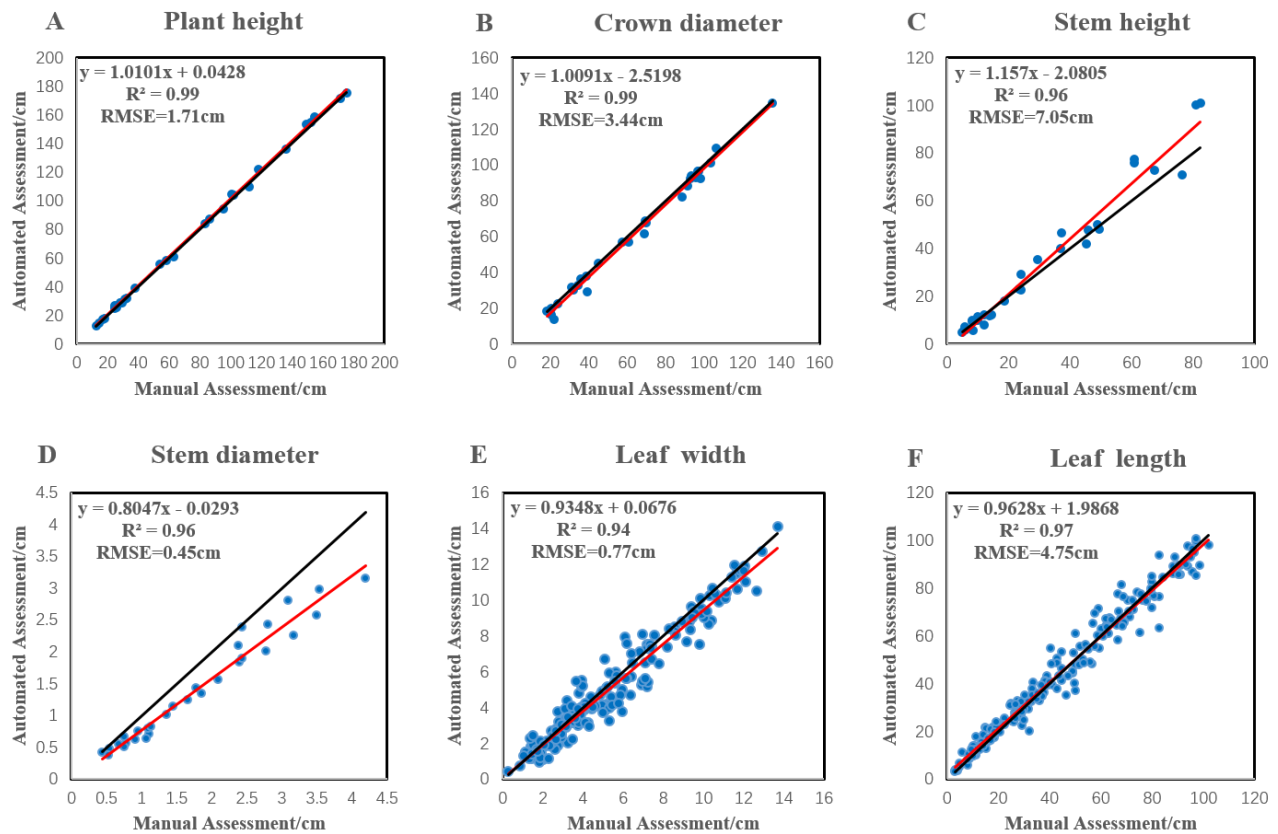 A Plant height
y = 1.0101x + 0.0428
R² = 0.99
RMSE=1.71cm
Automated Assessment/cm
200
180
160
140
120
100
80
60
40
20
0
0 20 40 60 80 100 120 140 160 180 200
Manual Assessment/cm
B Crown diameter
y = 1.0091x - 2.5198
R² = 0.99
RMSE=3.44cm
Automated Assessment/cm
160
140
120
100
80
60
40
20
0
0 20 40 60 80 100 120 140 160
Manual Assessment/cm
C Stem height
y = 1.157x - 2.0805
R² = 0.96
RMSE=7.05cm
Automated Assessment/cm
120
100
80
60
40
20
0
0 20 40 60 80 100
Manual Assessment/cm
D Stem diameter
y = 0.8047x - 0.0293
R² = 0.96
RMSE=0.45cm
Automated Assessment/cm
4.5
4
3.5
3
2.5
2
1.5
1
0.5
0
0 0.5 1 1.5 2 2.5 3 3.5 4 4.5
Manual Assessment/cm
E Leaf width
y = 0.9348x + 0.0676
R² = 0.94
RMSE=0.77cm
Automated Assessment/cm
16
14
12
10
8
6
4
2
0
0 2 4 6 8 10 12 14 16
Manual Assessment/cm
F Leaf length
y = 0.9628x + 1.9868
R² = 0.97
RMSE=4.75cm
Automated Assessment/cm
120
100
80
60
40
20
0
0 20 40 60 80 100 120
Manual Assessment/cm